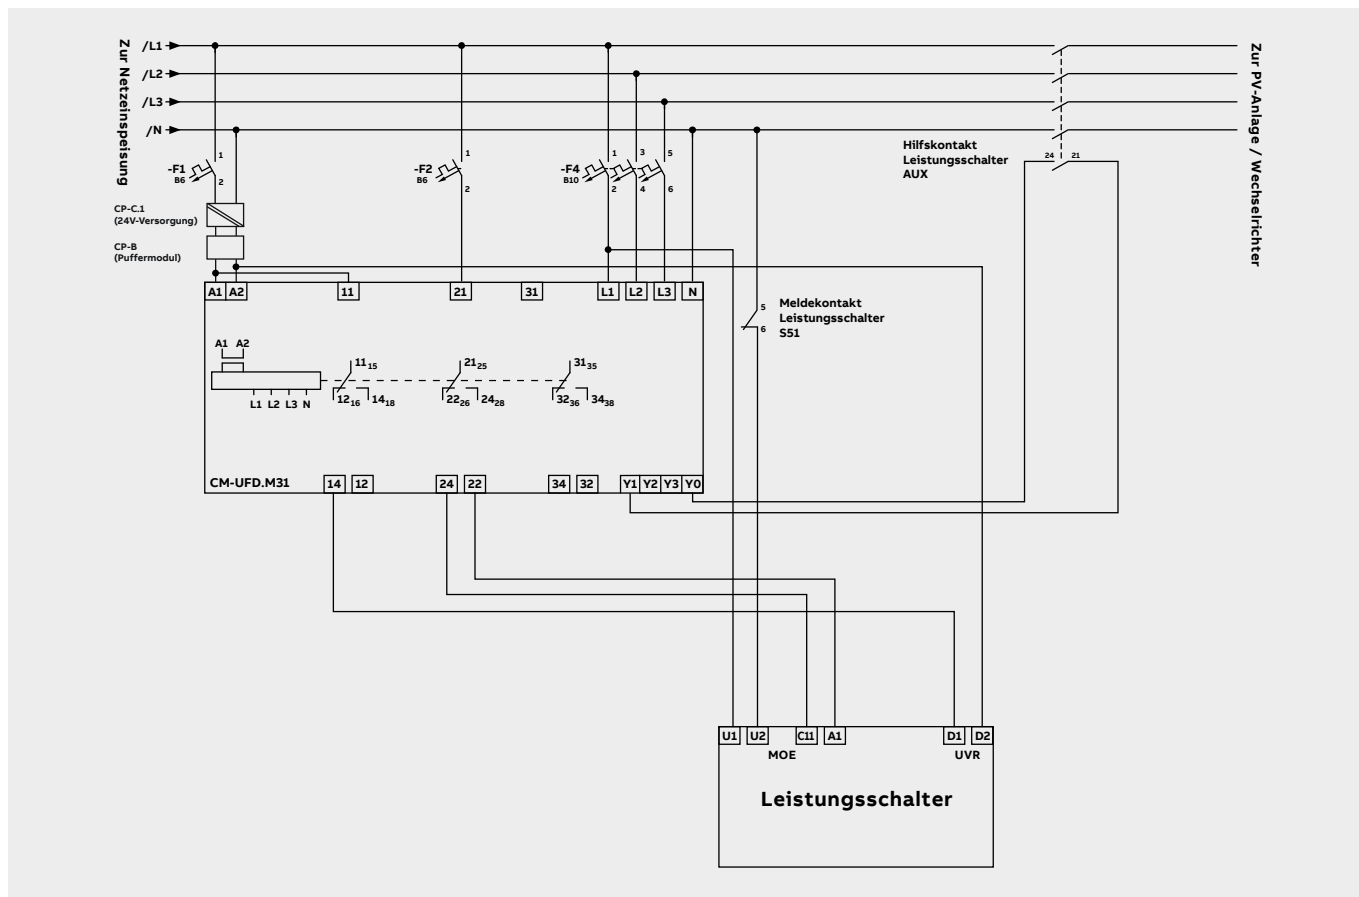 Zur Netzeinspeisung
/L1
/L2
/L3
/N
Zur PV-Anlage / Wechselrichter
-F1
B6
1
2
-F2
B6
1
2
-F4
B10
1
3
5
2
4
6
Hilfskontakt
Leistungsschalter
AUX
24
21
CP-C.1
(24V-Versorgung)
CP-B
(Puffermodul)
A1
A2
11
21
31
L1
L2
L3
N
5
6
Meldekontakt
Leistungsschalter
S51
A1 A2
L1 L2 L3 N
11 15
12 16
14 18
21 25
22 26
24 28
31 35
32 36
34 38
CM-UFD.M31
14
12
24
22
34
32
Y1
Y2
Y3
Y0
U1
U2
C11
A1
D1
D2
MOE
UVR
Leistungsschalter